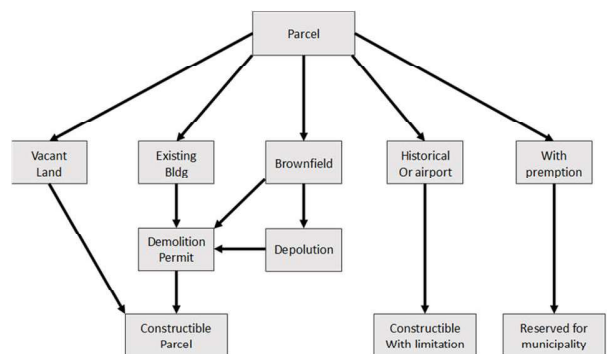 Parcel
Vacant
Land
Existing
Bldg
Brownfield
Historical
Or airport
With
premption
Demolition
Permit
Depolution
Constructible
Parcel
Constructible
With limitation
Reserved for
municipality